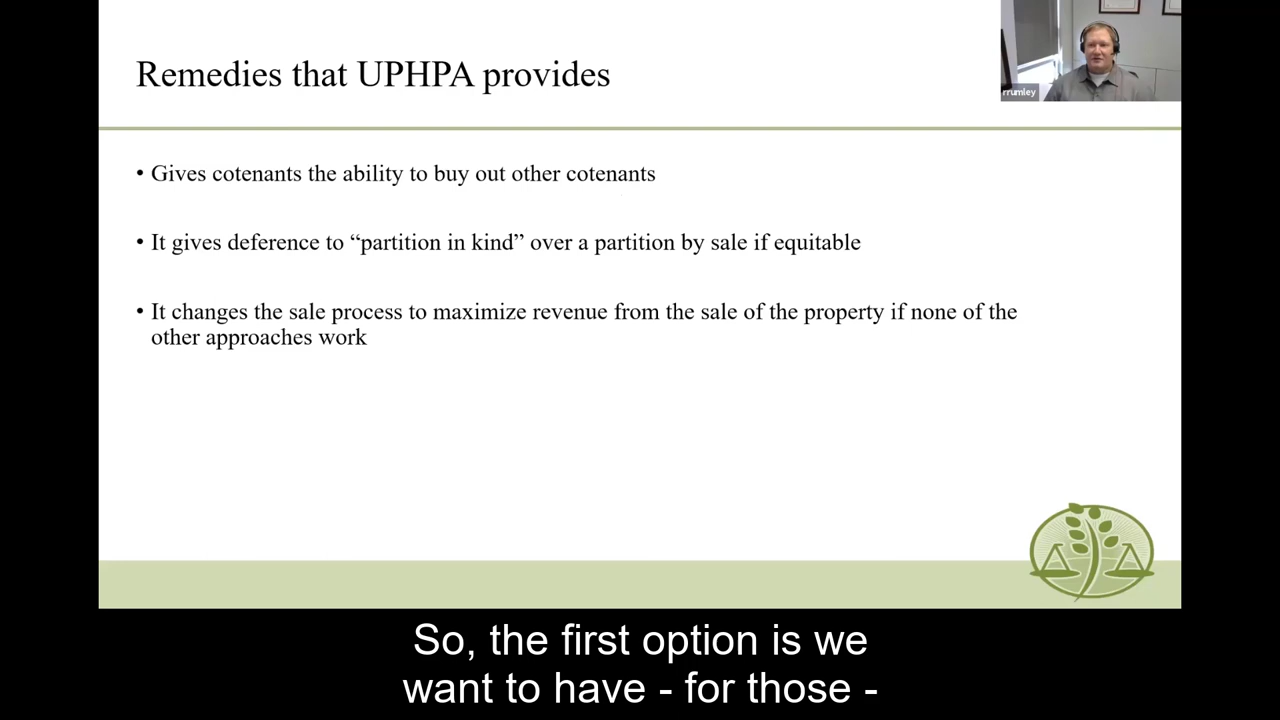 Remedies that UPHPA provides
rrumley
• Gives cotenants the ability to buy out other cotenants
• It gives deference to “partition in kind” over a partition by sale if equitable
• It changes the sale process to maximize revenue from the sale of the property if none of the
other approaches work
So, the first option is we
want to have - for those -